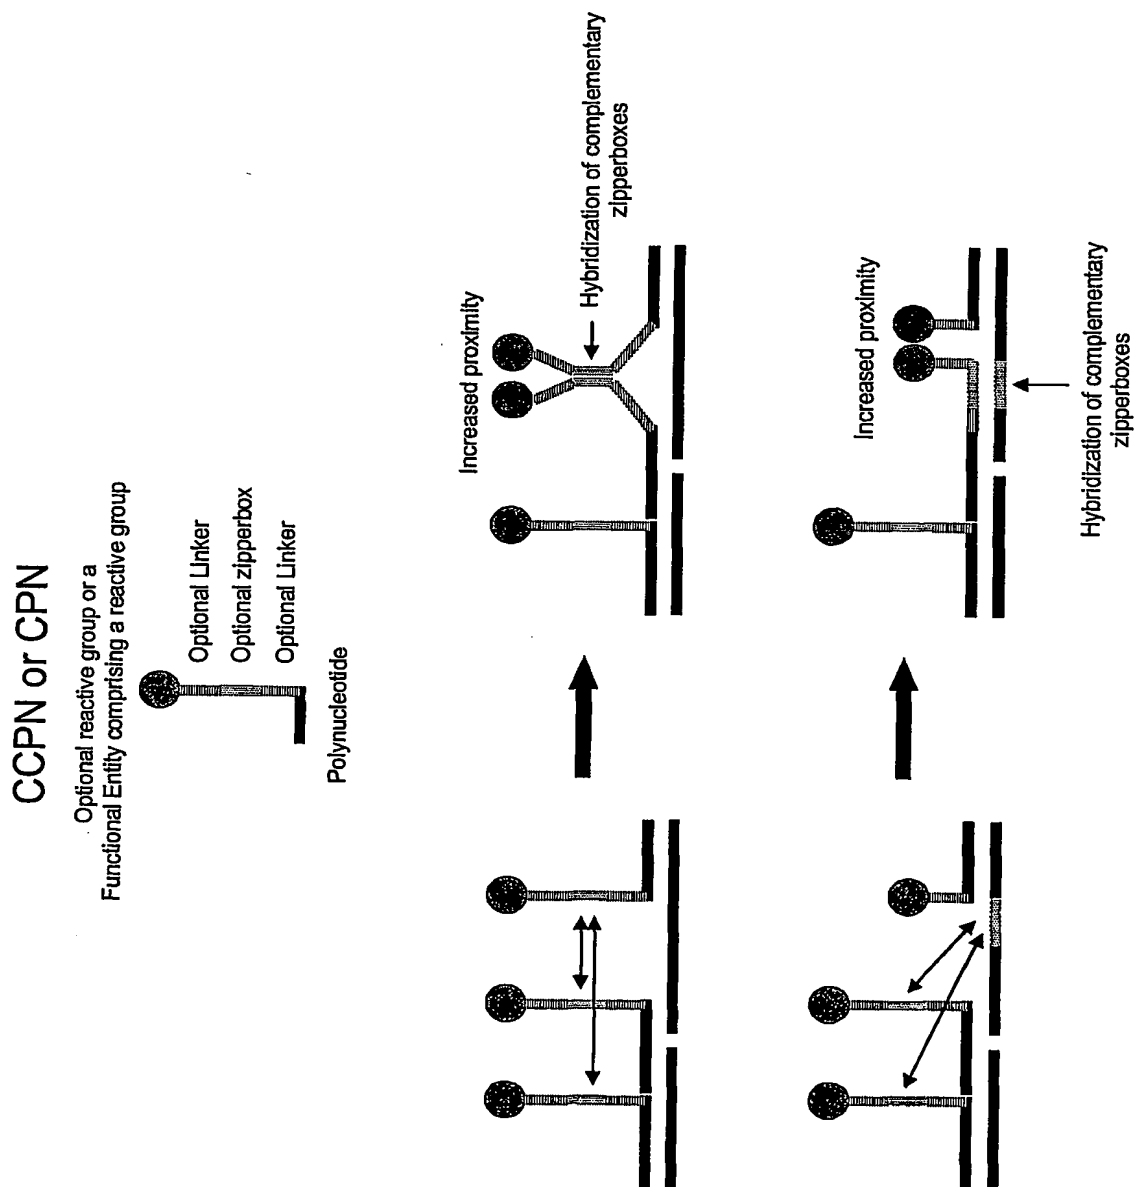 CCPN or CPN
Optional reactive group or a
Functional Entity comprising a reactive group
Optional Linker
Optional zipperbox
Optional Linker
Polynucleotide
Increased proximity
Hybridization of complementary
zipperboxes
Increased proximity
Hybridization of complementary
zipperboxes